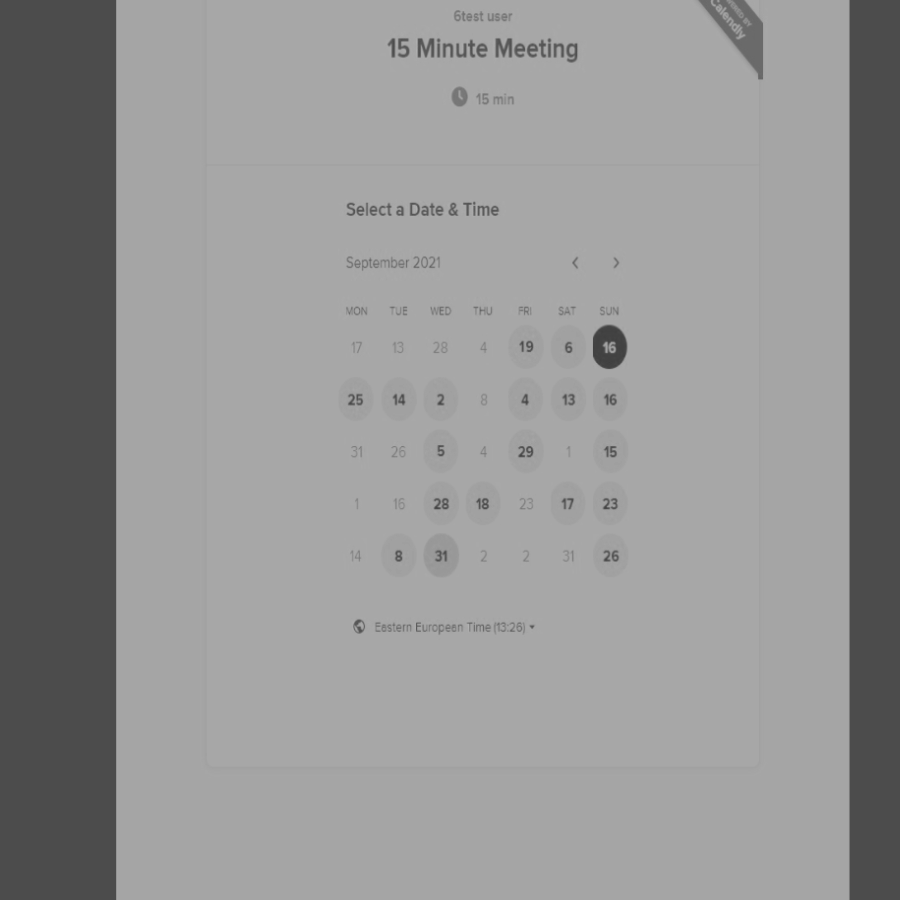 6test user
15 Minute Meeting
15 min
Calendly
Select a Date & Time
September 2021
MON TUE WED THU FRI SAT SUN
17 13 28 4 19 6 16
25 14 2 8 4 13 16
31 26 5 4 29 1 15
1 16 28 18 23 17 23
14 8 31 2 2 31 26
Eastern European Time (13:26)